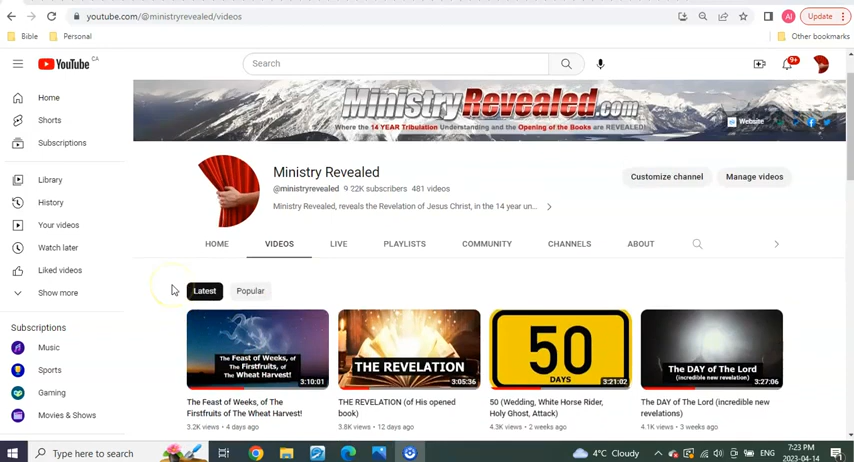 youtube.com/@ministryrevealed/videos
AI
Update
Bible
Personal
Other bookmarks
YouTube CA
Search
9+
Home
Shorts
Subscriptions
Library
History
Your videos
Watch later
Liked videos
Show more
Subscriptions
Music
Sports
Gaming
Movies & Shows
MinistryRevealed.com
Where the 14 YEAR Tribulation Understanding and the Opening of the Books are REVEALED
Website
Ministry Revealed
@ministryrevealed 9.22K subscribers 481 videos
Ministry Revealed, reveals the Revelation of Jesus Christ, in the 14 year un...
Customize channel
Manage videos
HOME
VIDEOS
LIVE
PLAYLISTS
COMMUNITY
CHANNELS
ABOUT
Latest
Popular
The Feast of Weeks, of
The Firstfruits, of
The Wheat Harvest!
3:10:01
THE REVELATION
3:05:36
50
DAYS
3:21:02
The DAY of The Lord
(incredible new revelation)
3:27:06
The Feast of Weeks, of The
Firstfruits of The Wheat Harvest!
3.2K views • 4 days ago
THE REVELATION (of His opened
book)
3.8K views • 12 days ago
50 (Wedding, White Horse Rider,
Holy Ghost, Attack)
4.3K views • 2 weeks ago
The DAY of The Lord (incredible new
revelations)
4.1K views • 3 weeks ago
Type here to search
4°C Cloudy
ENG
7:23 PM
2023-04-14
1